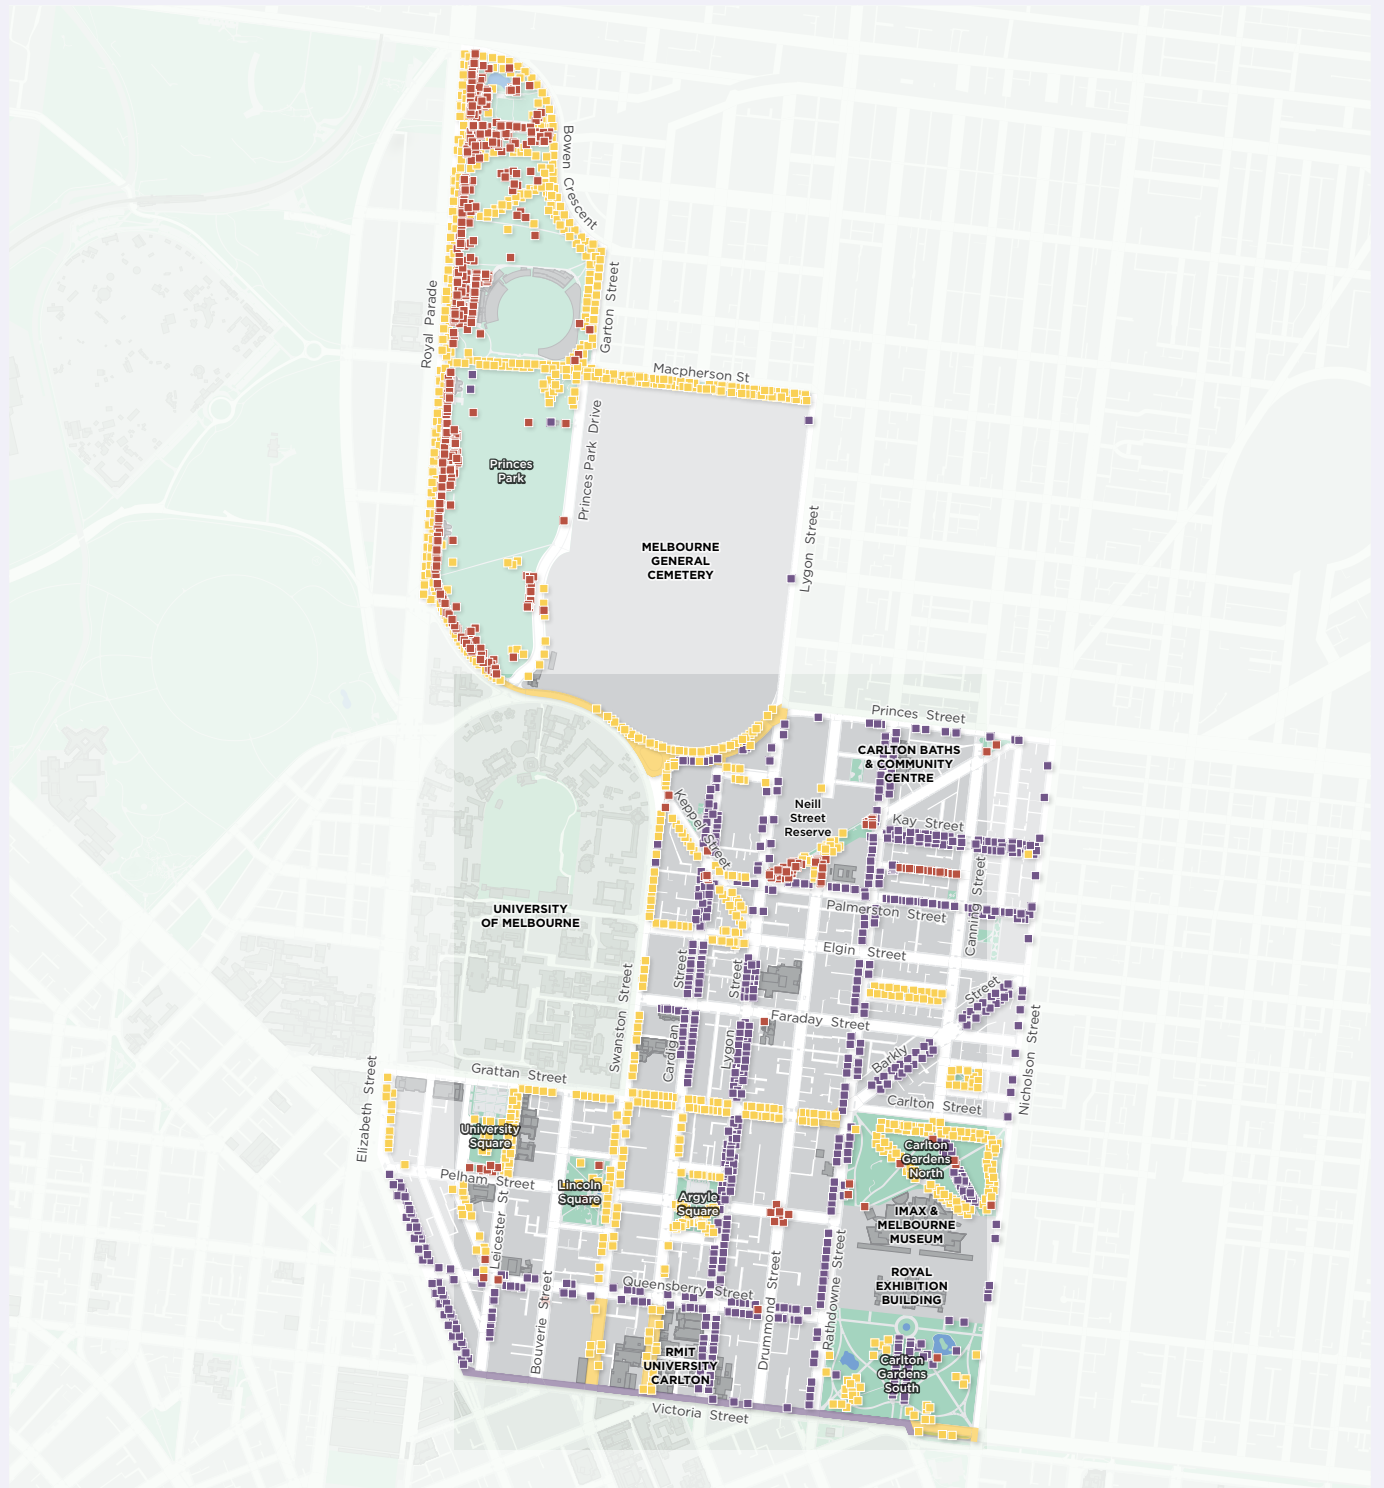 Bowen Crescent
Royal Parade
Garton Street
Macpherson St
Princes Park Drive
Princes
Park
Lygon Street
MELBOURNE
GENERAL
CEMETERY
Princes Street
CARLTON BATHS
& COMMUNITY
CENTRE
Neill
Street
Reserve
Keppel Street
Kay Street
Canning Street
Palmerston Street
UNIVERSITY
OF MELBOURNE
Elgin Street
Swanston Street
Cardigan Street
Lygon Street
Faraday Street
Barkly Street
Nicholson Street
Elizabeth Street
Grattan Street
Carlton Street
University
Square
Pelham Street
Lincoln
Square
Argyle
Square
Carlton
Gardens
North
IMAX &
MELBOURNE
MUSEUM
Leicester St
Bouverie Street
Queensberry Street
Drummond Street
Rathdowne Street
ROYAL
EXHIBITION
BUILDING
RMIT
UNIVERSITY
CARLTON
Carlton
Gardens
South
Victoria Street